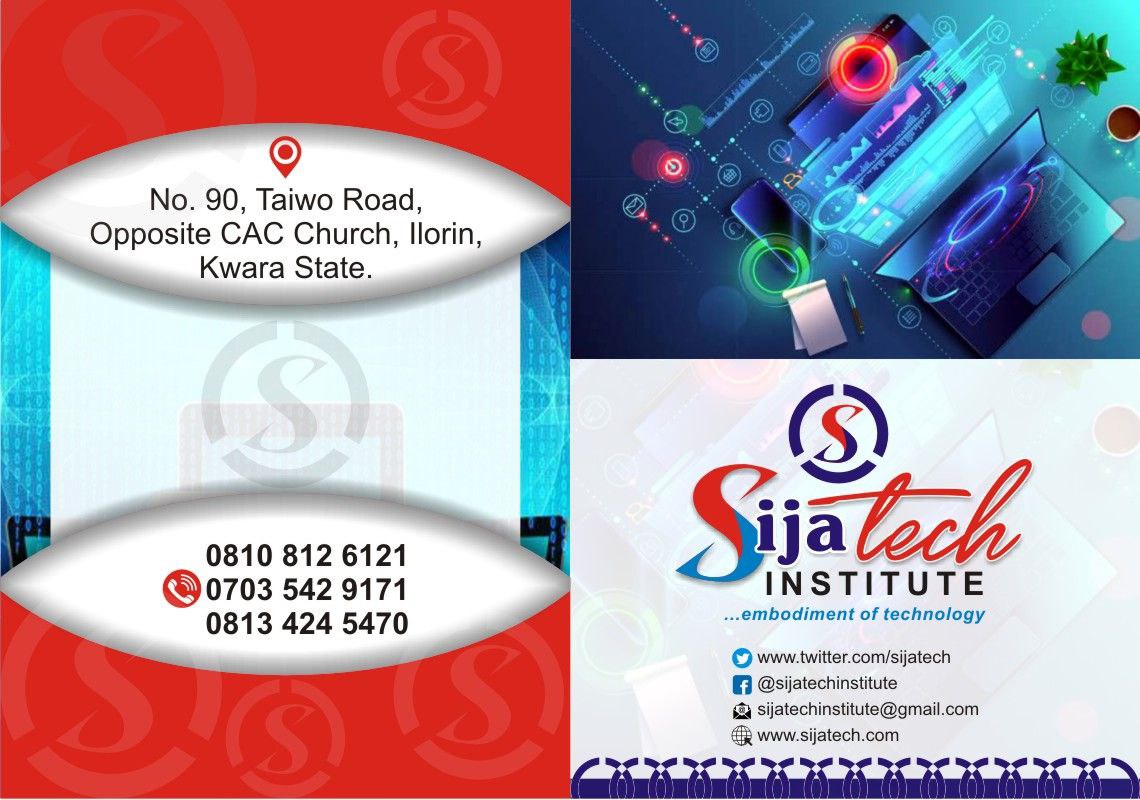 No. 90, Taiwo Road,
Opposite CAC Church, Ilorin,
Kwara State.
0810 812 6121
0703 542 9171
0813 424 5470
S
Sijatech
INSTITUTE
...embodiment of technology
www.twitter.com/sijatech
@sijatechinstitute
sijatechinstitute@gmail.com
www.sijatech.com